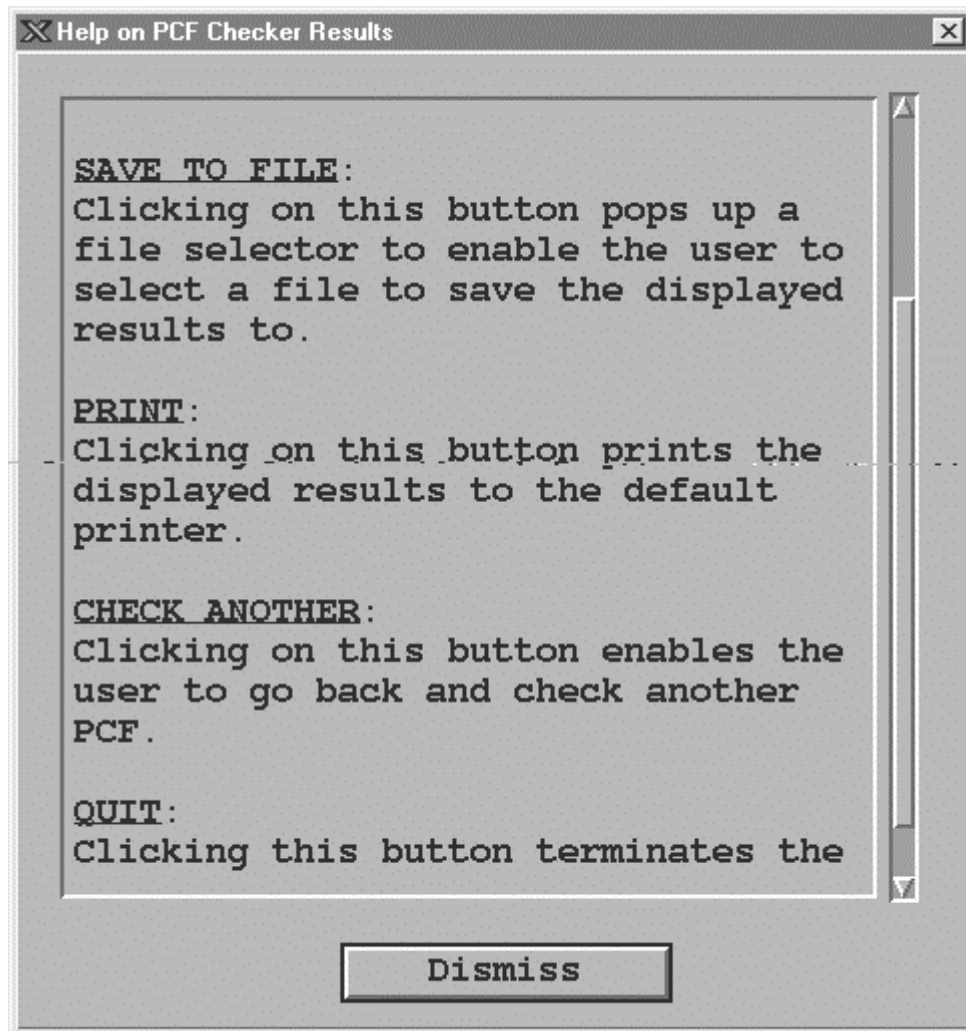 Help on PCF Checker Results
SAVE TO FILE:
Clicking on this button pops up a
file selector to enable the user to
select a file to save the displayed
results to.
PRINT:
Clicking on this button prints the
displayed results to the default
printer.
CHECK ANOTHER:
Clicking on this button enables the
user to go back and check another
PCF.
QUIT:
Clicking this button terminates the
Dismiss